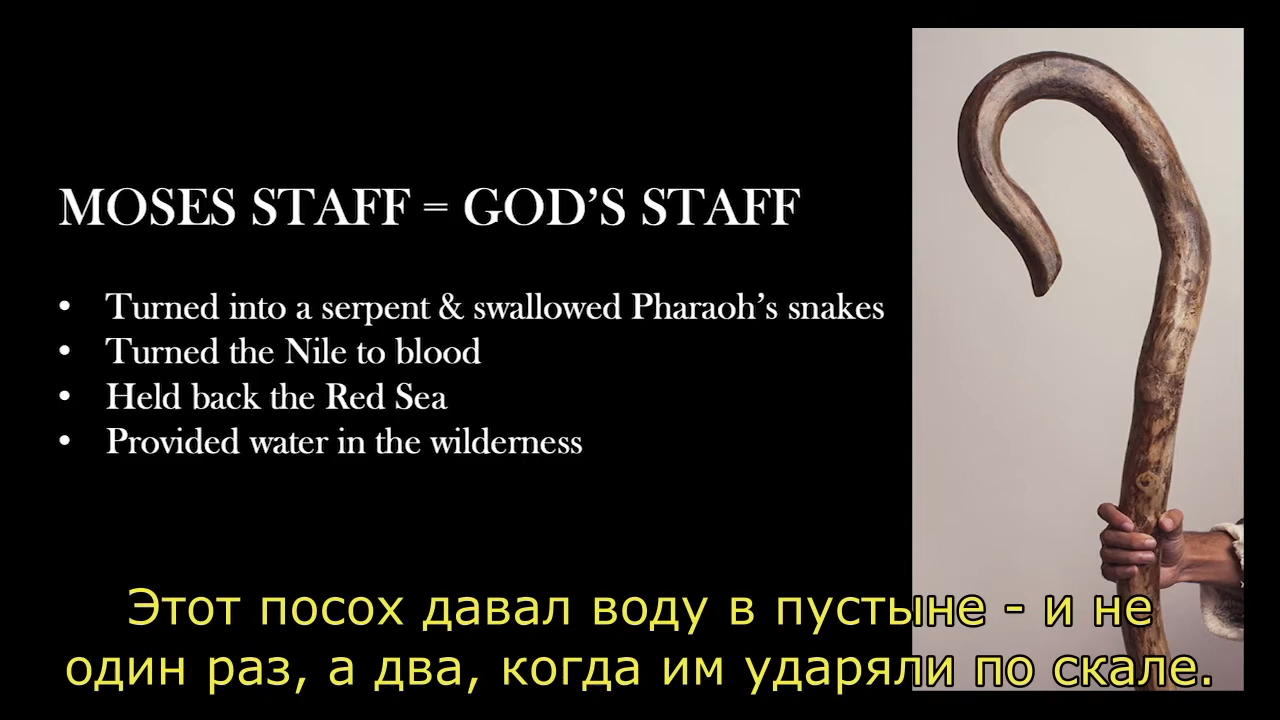 MOSES STAFF = GOD’S STAFF
• Turned into a serpent & swallowed Pharaoh’s snakes
• Turned the Nile to blood
• Held back the Red Sea
• Provided water in the wilderness
Этот посох давал воду в пустыне - и не
один раз, а два, когда им ударяли по скале.